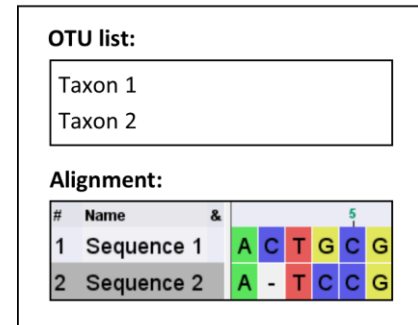 OTU list:
Taxon 1
Taxon 2
Alignment:
# Name & 5
1 Sequence 1 A C T G C G
2 Sequence 2 A - T C C G